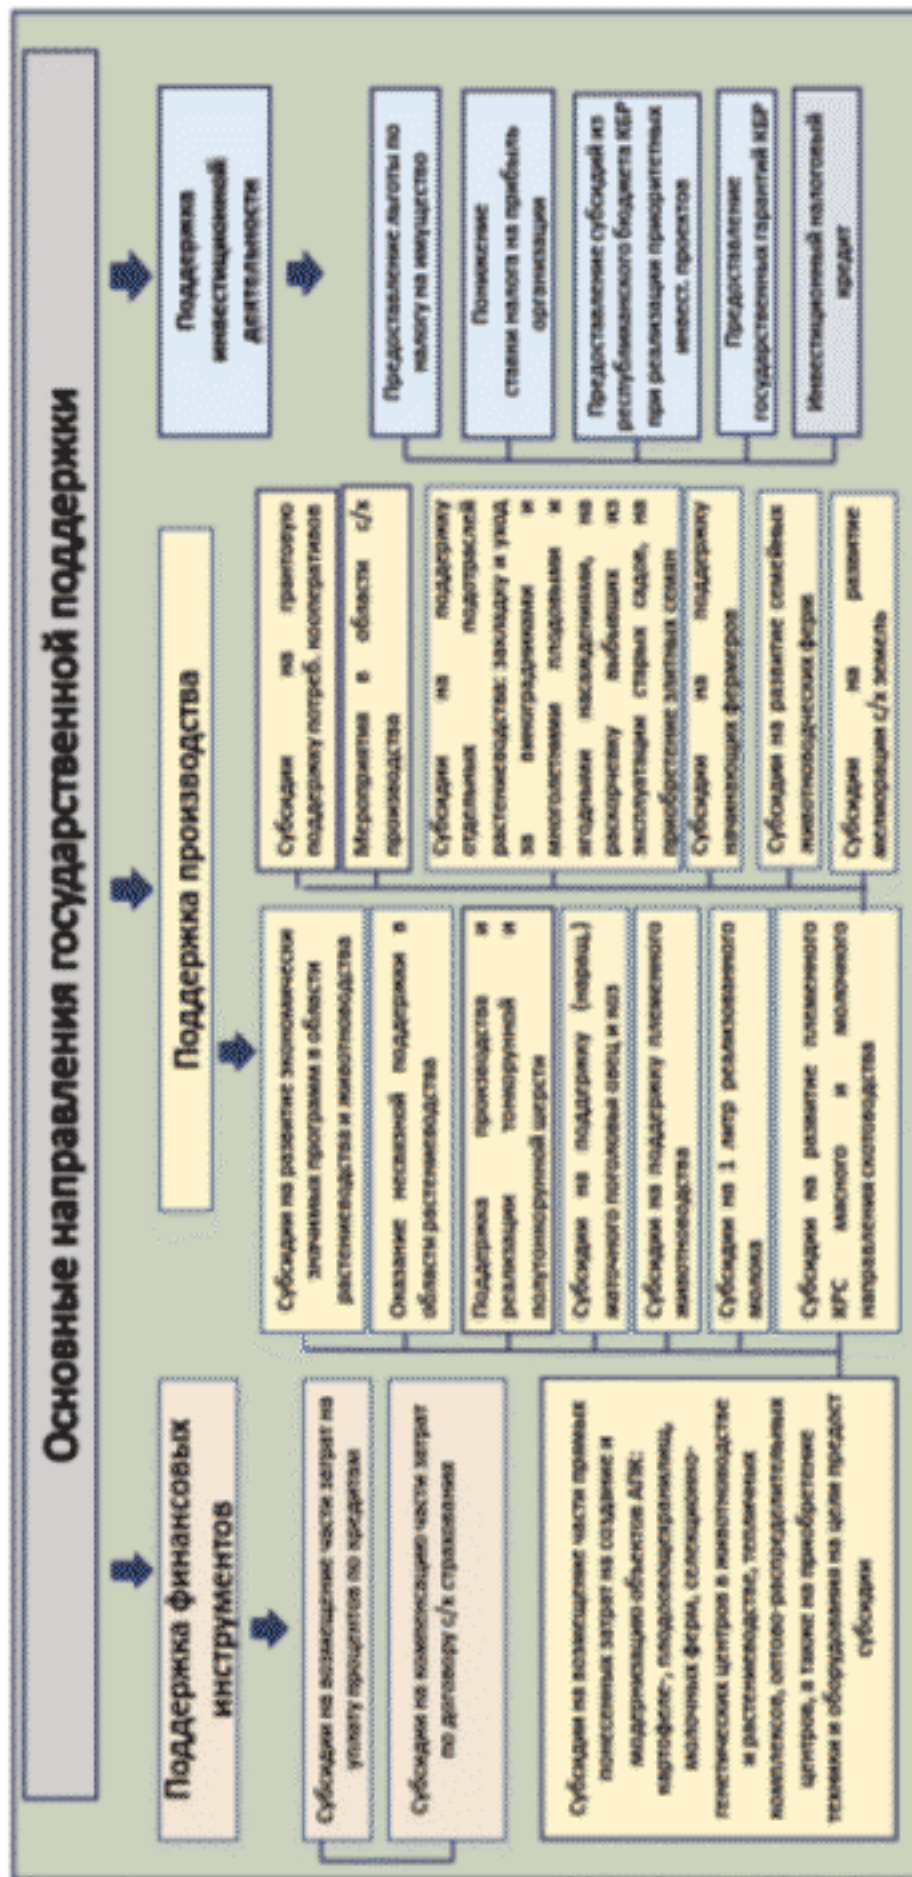 Основные направления государственной поддержки
Поддержка финансовых
инструментов
Субсидии на возмещение части затрат на
уплату процентов по кредитам
Субсидии на компенсацию части затрат
по договору с/х страхования
Поддержка производства
Субсидии на возмещение части прямых
понесенных затрат на создание и
модернизацию объектов АПК:
картофеле-, плодоовощехранилищ,
молочных ферм, селекционно-
генетических центров в животноводстве
и растениеводстве, тепличных
комплексов, оптово-распределительных
центров, а также на приобретение
техники и оборудования на цели предост
субсидии
Субсидии на развитие экономически
значимых программ в области
растениеводства и животноводства
Оказание несвязной поддержки в
области растениеводства
Поддержка производства и
реализации тонкорунной и
полутонкорунной шерсти
Субсидии на поддержку (наращ.)
маточного поголовья овец и коз
Субсидии на поддержку племенного
животноводства
Субсидии на 1 литр реализованного
молока
Субсидии на развитие племенного
КРС мясного и молочного
направления скотоводства
Субсидии на грантовую
поддержку потреб. кооперативов
Мероприятия в области с/х
производства
Субсидии на поддержку
отдельных подотраслей
растениеводства: закладку и уход
за виноградниками и
многолетними плодовыми и
ягодными насаждениями, на
раскорчевку выбывших из
эксплуатации старых садов, на
приобретение элитных семян
Субсидии на поддержку
начинающих фермеров
Субсидии на развитие семейных
животноводческих ферм
Субсидии на развитие
мелиорации с/х земель
Поддержка
инвестиционной
деятельности
Предоставление льготы по
налогу на имущество
Понижение
ставки налога на прибыль
организации
Предоставление субсидий из
республиканского бюджета КБР
при реализации приоритетных
инвест. проектов
Предоставление
государственных гарантий КБР
Инвестиционный налоговый
кредит